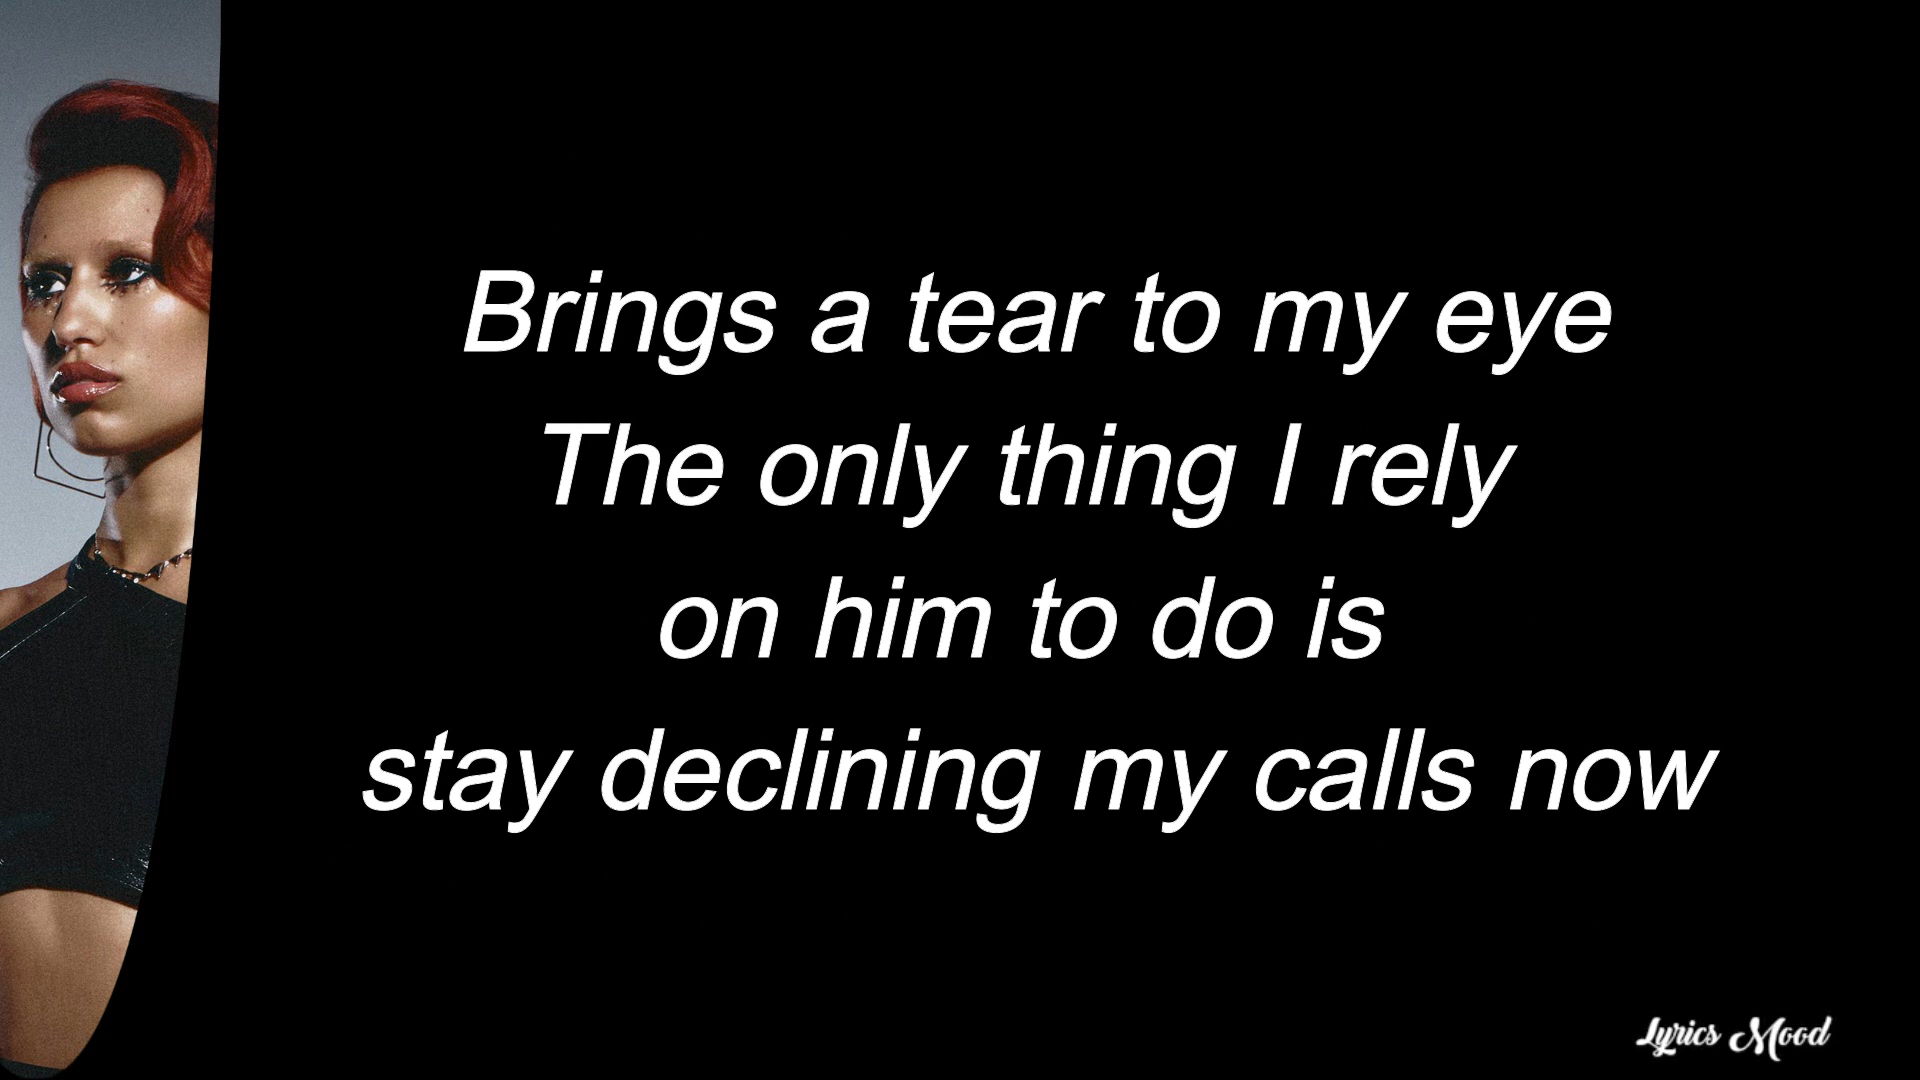 Brings a tear to my eye
The only thing I rely
on him to do is
stay declining my calls now
Lyrics Mood